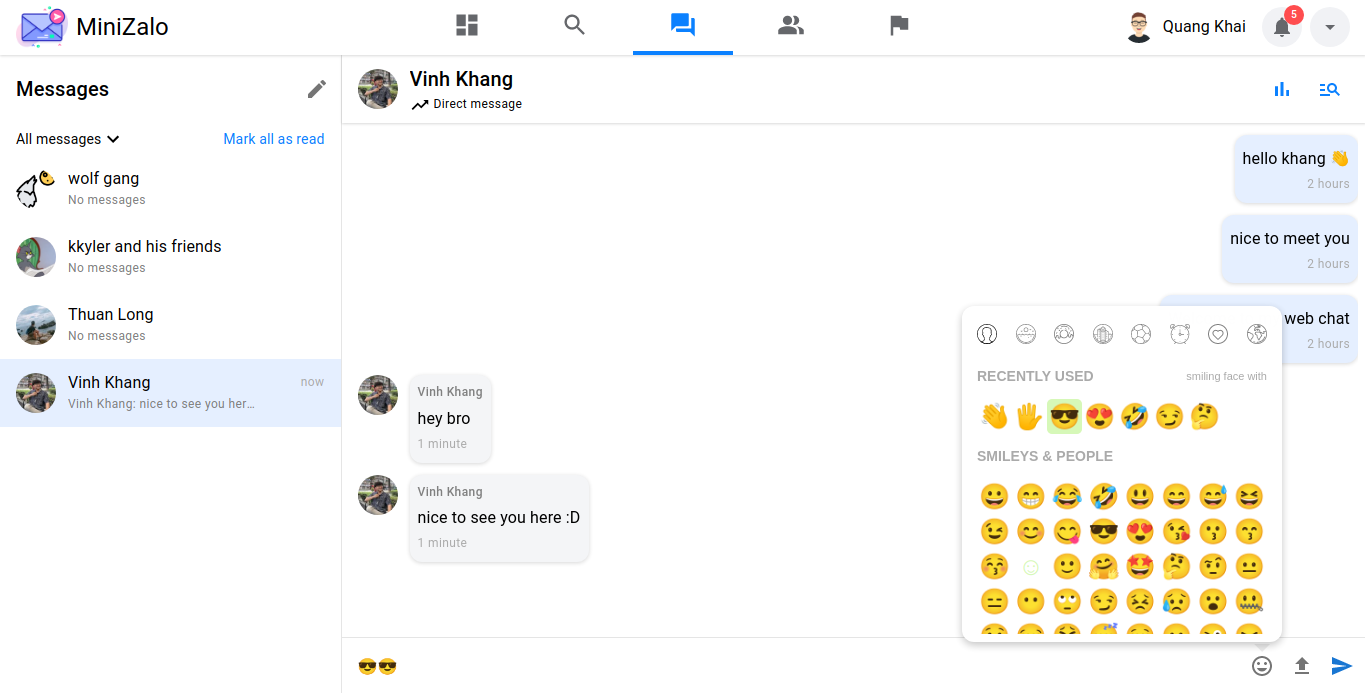 MiniZalo
Quang Khai
5
Messages
All messages
Mark all as read
wolf gang
No messages
kkyler and his friends
No messages
Thuan Long
No messages
Vinh Khang
now
Vinh Khang: nice to see you her…
Vinh Khang
Direct message
hello khang 👋
2 hours
nice to meet you
2 hours
web chat
2 hours
Vinh Khang
hey bro
1 minute
Vinh Khang
nice to see you here :D
1 minute
RECENTLY USED
smiling face with
SMILEYS & PEOPLE
😎😎